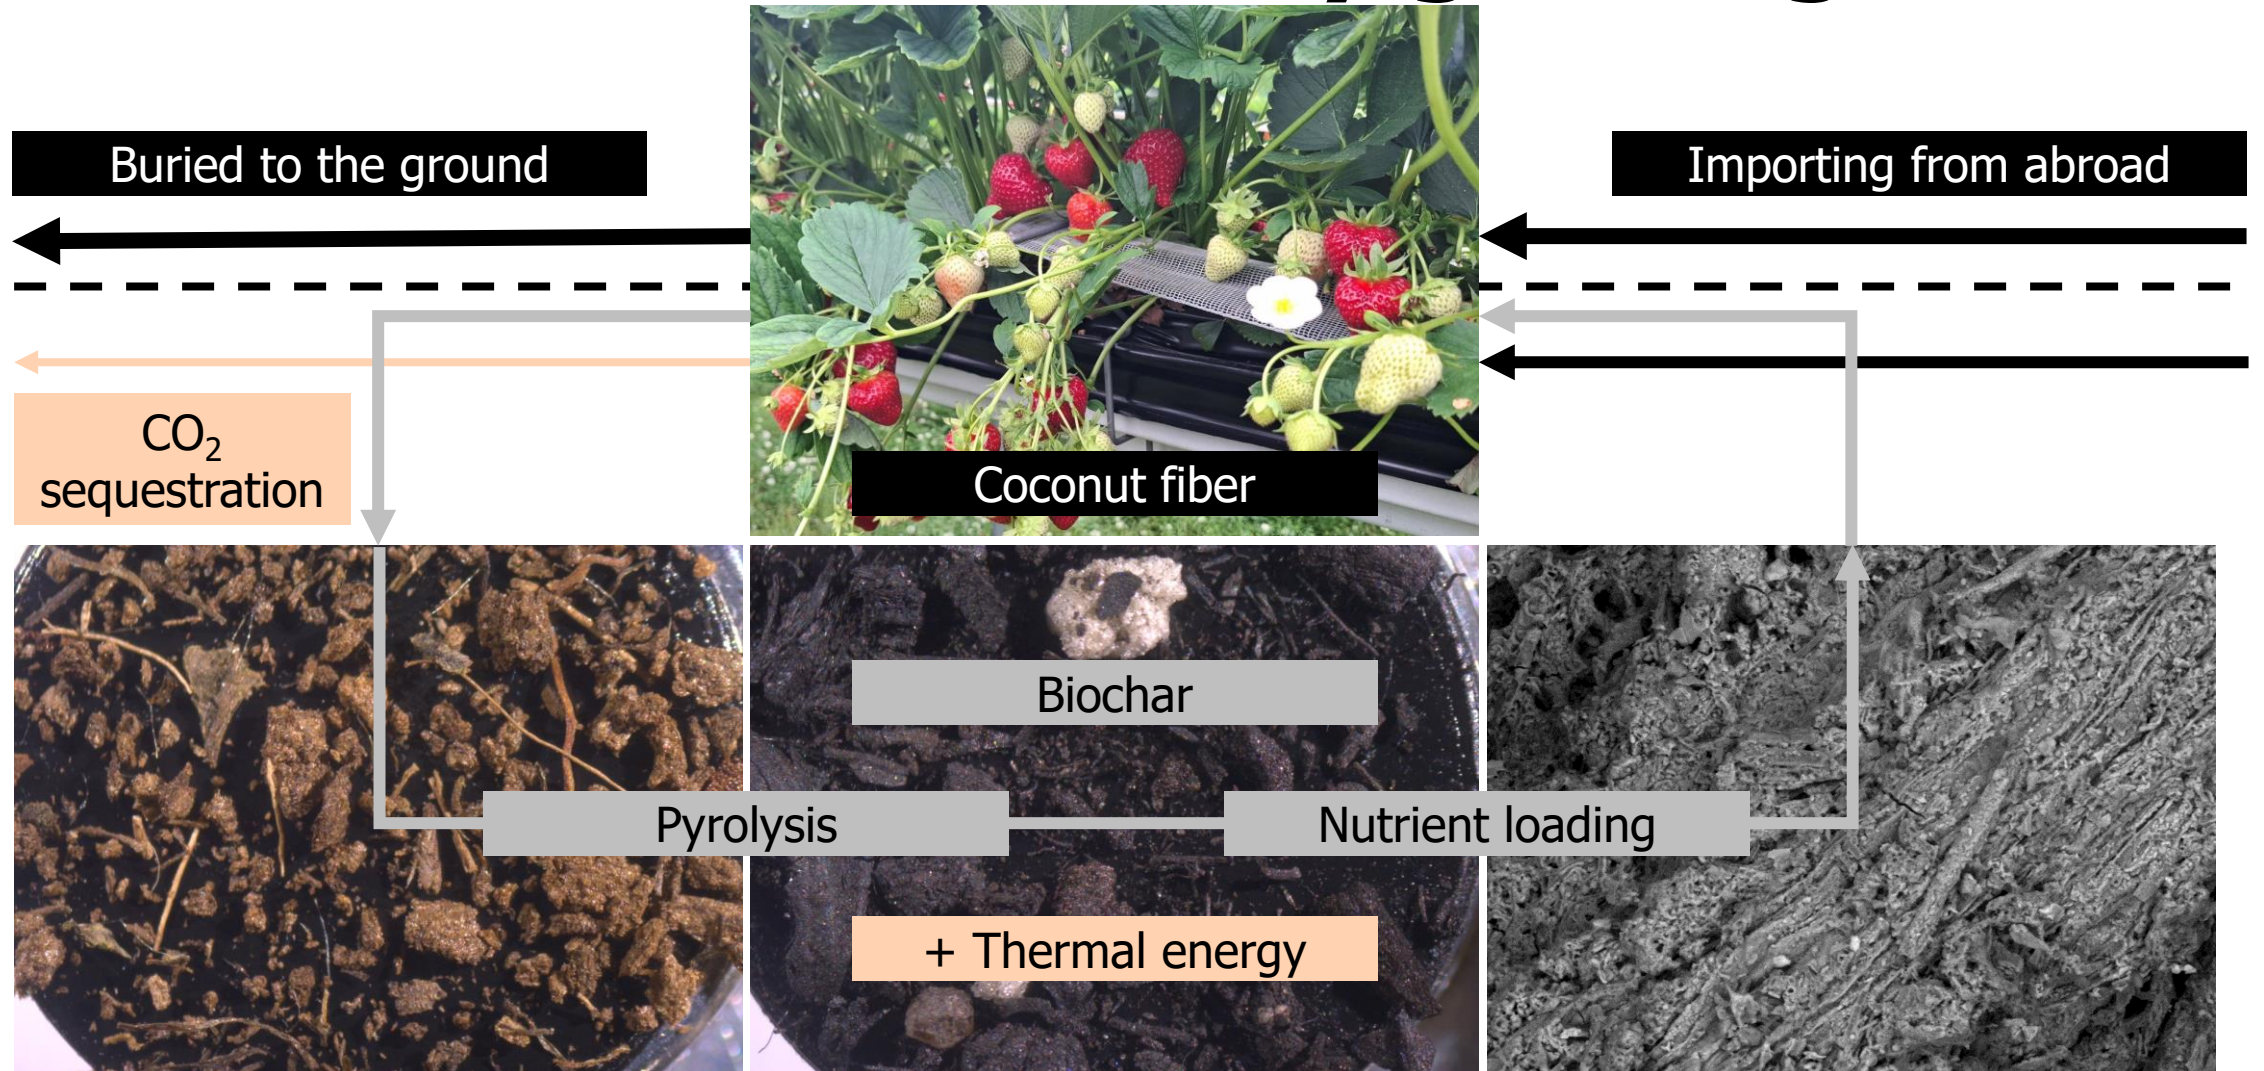 Buried to the ground
Importing from abroad
CO₂
sequestration
Coconut fiber
Biochar
Pyrolysis
Nutrient loading
+ Thermal energy